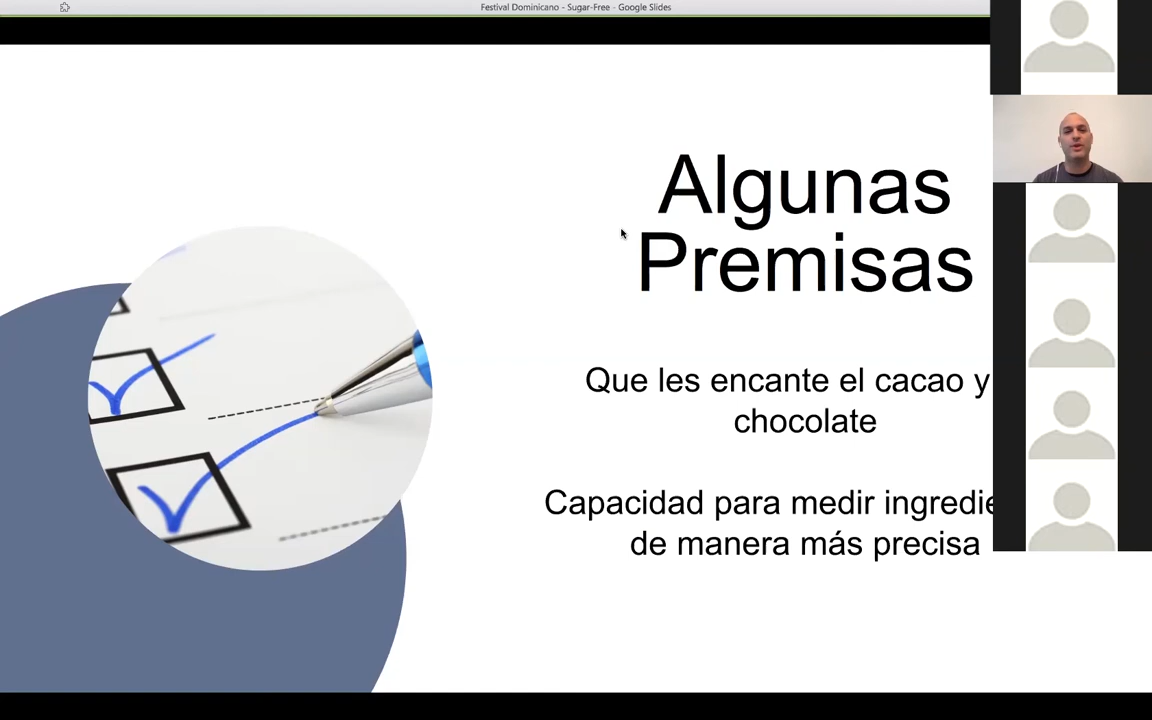 Festival Dominicano - Sugar-Free - Google Slides
Algunas
Premisas
Que les encante el cacao y
chocolate
Capacidad para medir
de manera más precisa